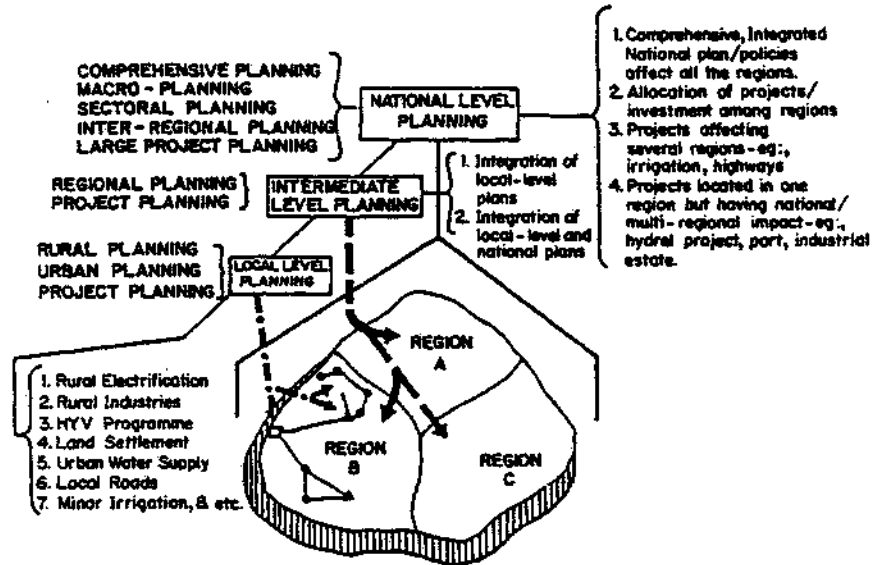 COMPREHENSIVE PLANNING
MACRO-PLANNING
SECTORAL PLANNING
INTER-REGIONAL PLANNING
LARGE PROJECT PLANNING
NATIONAL LEVEL
PLANNING
1. Comprehensive, Integrated
National plan/policies
affect all the regions.
2. Allocation of projects/
investment among regions
3. Projects affecting
several regions-eg:,
irrigation, highways
4. Projects located in one
region but having national/
multi-regional impact-eg:,
hydrel project, port, industrial
estate.
REGIONAL PLANNING
PROJECT PLANNING
INTERMEDIATE
LEVEL PLANNING
1. Integration of
local-level
plans
2. Integration of
local-level and
national plans
RURAL PLANNING
URBAN PLANNING
PROJECT PLANNING
LOCAL LEVEL
PLANNING
1. Rural Electrification
2. Rural Industries
3. HYV Programme
4. Land Settlement
5. Urban Water Supply
6. Local Roads
7. Minor Irrigation, & etc.
REGION
A
REGION
B
REGION
C